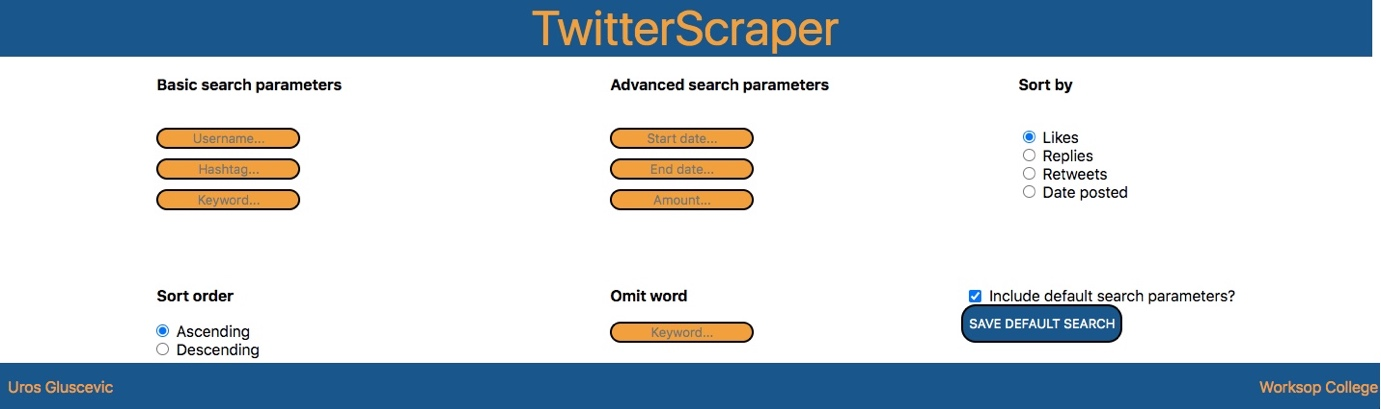 TwitterScraper
Basic search parameters
Username...
Hashtag...
Keyword...
Advanced search parameters
Start date...
End date...
Amount...
Sort by
Likes
Replies
Retweets
Date posted
Sort order
Ascending
Descending
Omit word
Keyword...
Include default search parameters?
SAVE DEFAULT SEARCH
Uros Gluscevic
Worksop College